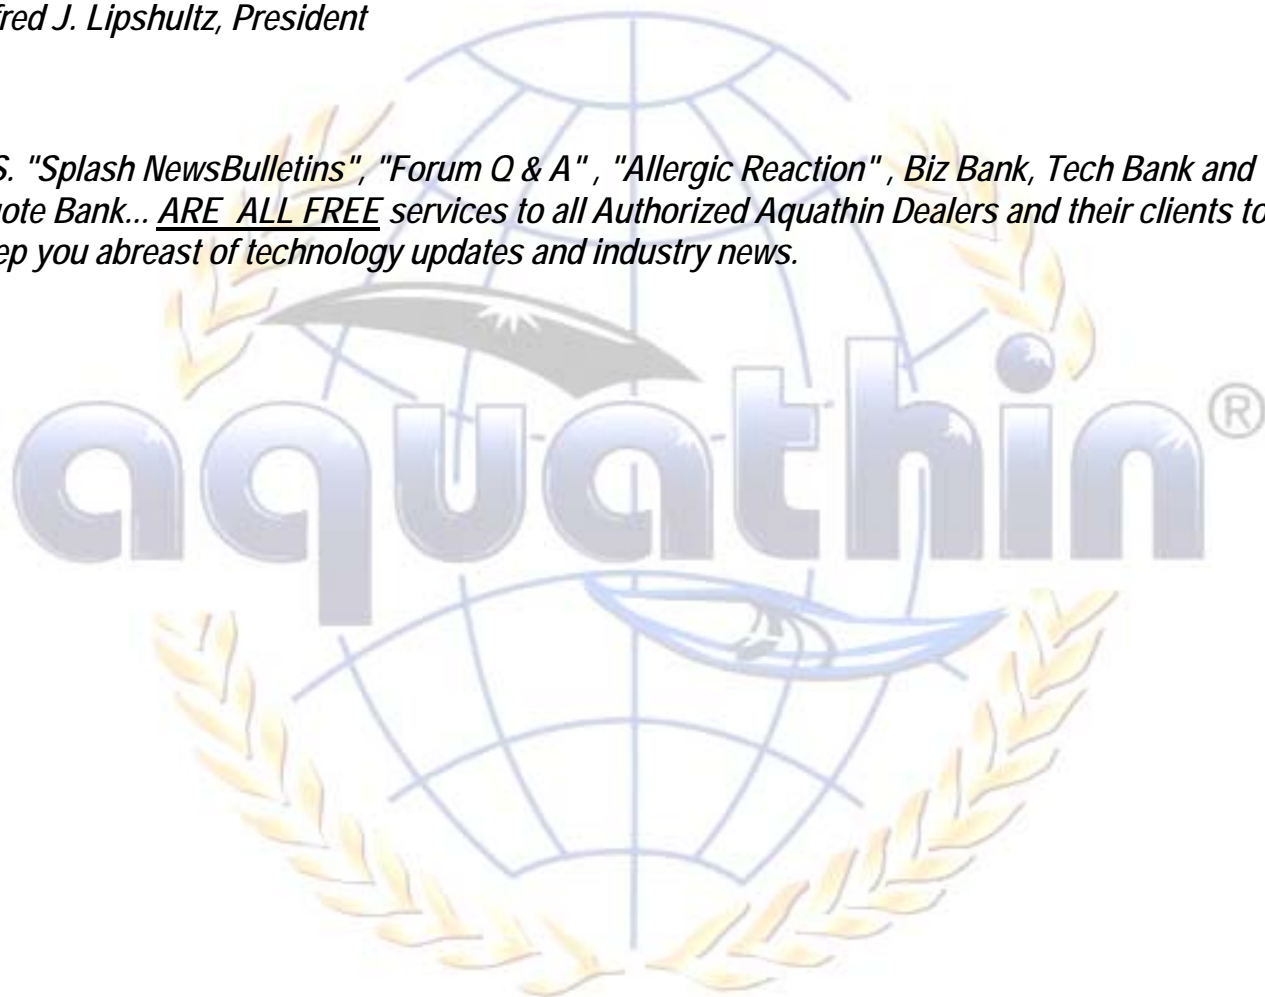 fred J. Lipshultz, President
S. "Splash NewsBulletins", "Forum Q & A" , "Allergic Reaction" , Biz Bank, Tech Bank and
uote Bank... ARE ALL FREE services to all Authorized Aquathin Dealers and their clients to
ep you abreast of technology updates and industry news.
aquathin®